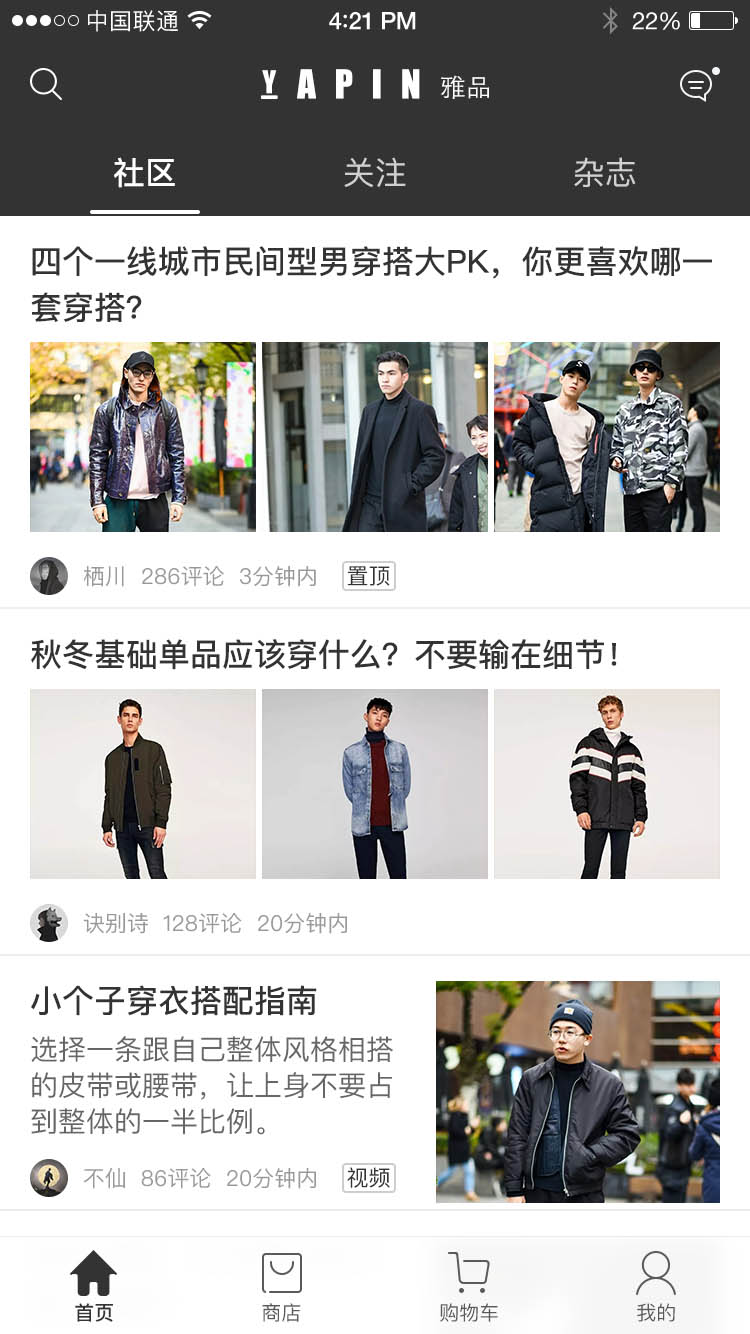 中国联通 4:21 PM 22%
YAPIN 雅品
社区 关注 杂志
四个一线城市民间型男穿搭大PK，你更喜欢哪一
套穿搭？
栖川 286评论 3分钟内 置顶
秋冬基础单品应该穿什么？不要输在细节！
诀别诗 128评论 20分钟内
小个子穿衣搭配指南
选择一条跟自己整体风格相搭
的皮带或腰带，让上身不要占
到整体的一半比例。
不仙 86评论 20分钟内 视频
首页 商店 购物车 我的